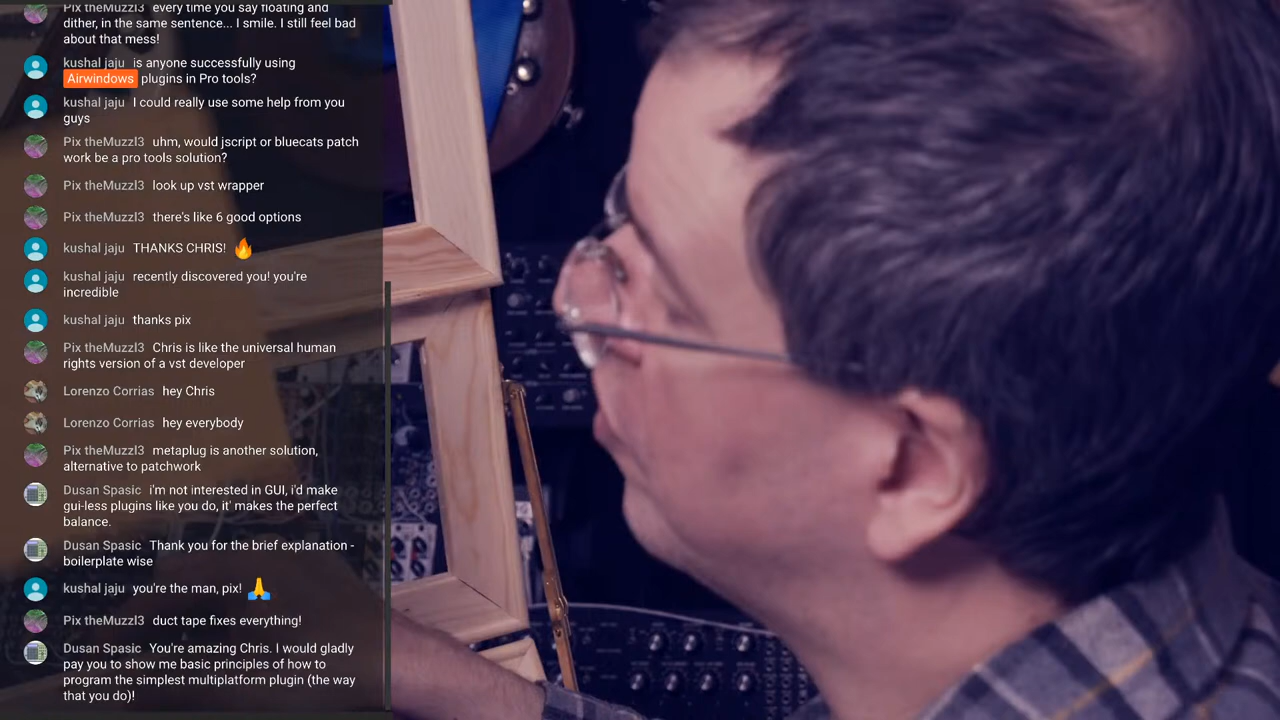 Pix theMuzzl3 every time you say floating and
dither, in the same sentence... I smile. I still feel bad
about that mess!
kushal jaju is anyone successfully using
Airwindows plugins in Pro tools?
kushal jaju I could really use some help from you
guys
Pix theMuzzl3 uhm, would jscript or bluecats patch
work be a pro tools solution?
Pix theMuzzl3 look up vst wrapper
Pix theMuzzl3 there's like 6 good options
kushal jaju THANKS CHRIS! 🔥
kushal jaju recently discovered you! you're
incredible
kushal jaju thanks pix
Pix theMuzzl3 Chris is like the universal human
rights version of a vst developer
Lorenzo Corrias hey Chris
Lorenzo Corrias hey everybody
Pix theMuzzl3 metaplug is another solution,
alternative to patchwork
Dusan Spasic i'm not interested in GUI, i'd make
gui-less plugins like you do, it' makes the perfect
balance.
Dusan Spasic Thank you for the brief explanation -
boilerplate wise
kushal jaju you're the man, pix! 🙏
Pix theMuzzl3 duct tape fixes everything!
Dusan Spasic You're amazing Chris. I would gladly
pay you to show me basic principles of how to
program the simplest multiplatform plugin (the way
that you do)!